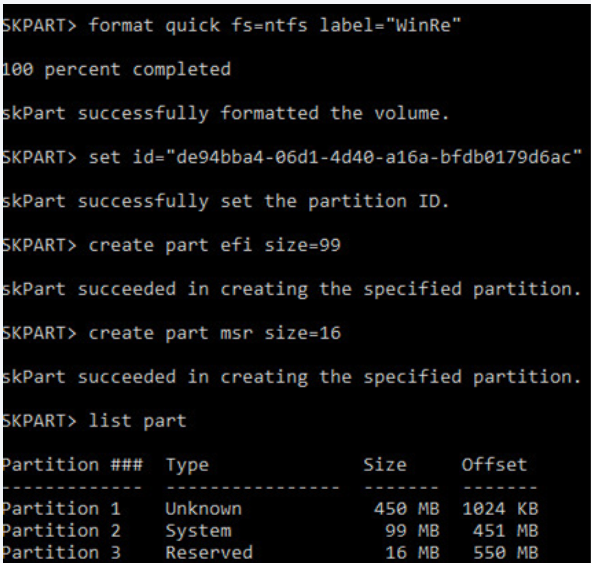 SKPART> format quick fs=ntfs label="WinRe"
100 percent completed
skPart successfully formatted the volume.
SKPART> set id="de94bba4-06d1-4d40-a16a-bfdb0179d6ac"
skPart successfully set the partition ID.
SKPART> create part efi size=99
skPart succeeded in creating the specified partition.
SKPART> create part msr size=16
skPart succeeded in creating the specified partition.
SKPART> list part
Partition ###  Type              Size     Offset
-------------  ----------------  -------  -------
Partition 1    Unknown            450 MB  1024 KB
Partition 2    System              99 MB   451 MB
Partition 3    Reserved            16 MB   550 MB